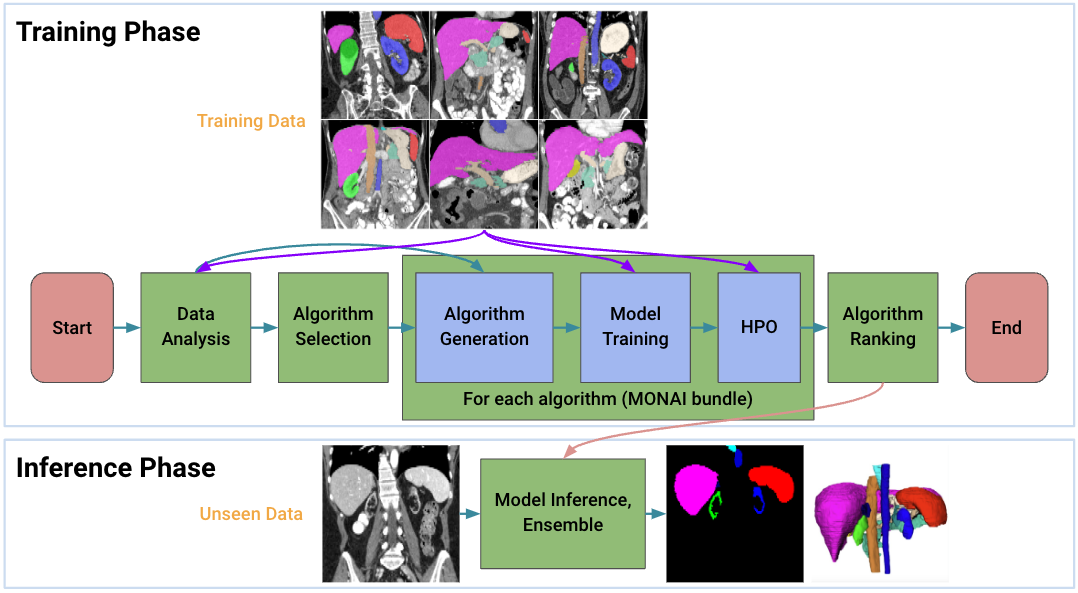 Training Phase
Training Data
Start
Data
Analysis
Algorithm
Selection
Algorithm
Generation
Model
Training
HPO
For each algorithm (MONAI bundle)
Algorithm
Ranking
End
Inference Phase
Unseen Data
Model Inference,
Ensemble